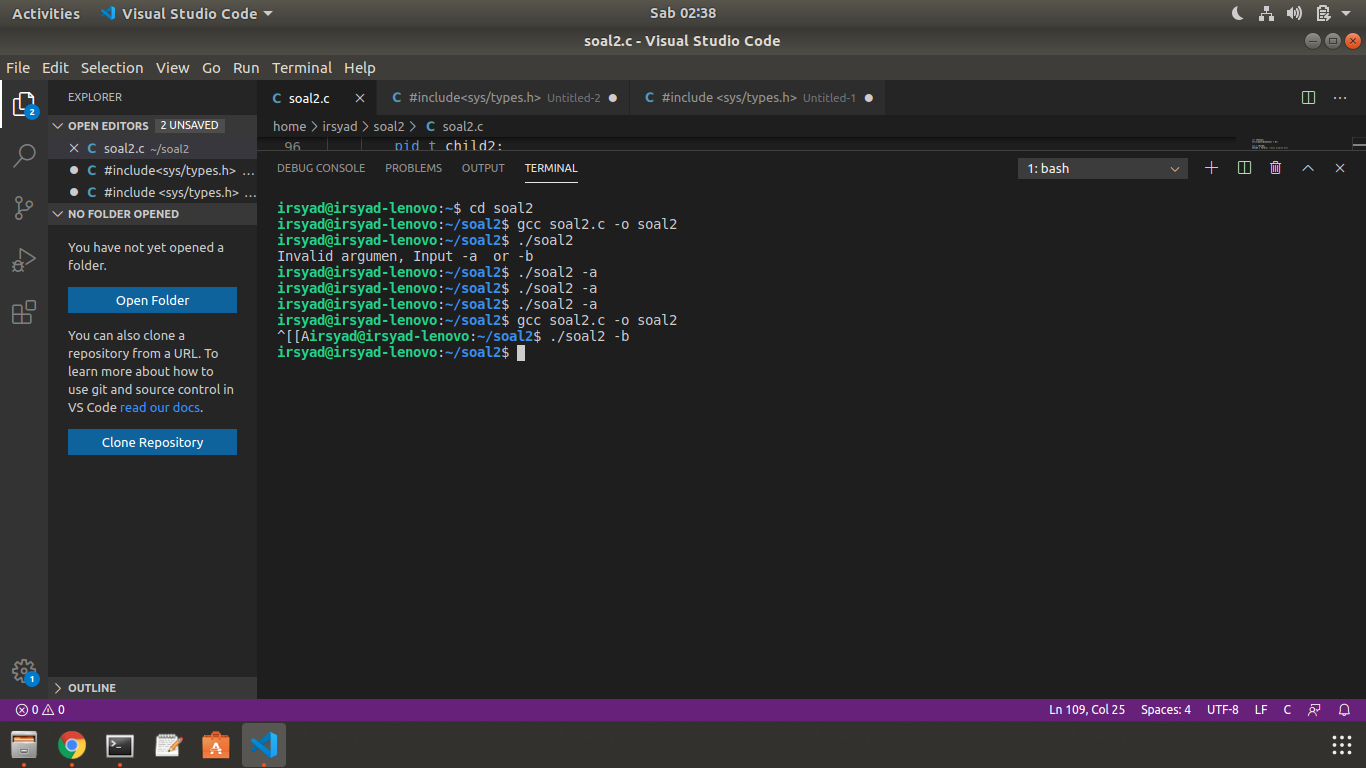 Activities Visual Studio Code Sab 02:38
soal2.c - Visual Studio Code
File Edit Selection View Go Run Terminal Help
2
EXPLORER
OPEN EDITORS 2 UNSAVED
C soal2.c ~/soal2
C #include<sys/types.h> ...
C #include <sys/types.h> ...
NO FOLDER OPENED
You have not yet opened a
folder.
Open Folder
You can also clone a
repository from a URL. To
learn more about how to
use git and source control in
VS Code read our docs.
Clone Repository
OUTLINE
1
C soal2.c C #include<sys/types.h> Untitled-2 C #include <sys/types.h> Untitled-1
home > irsyad > soal2 > C soal2.c
96 pid_t child2;
DEBUG CONSOLE PROBLEMS OUTPUT TERMINAL 1: bash
irsyad@irsyad-lenovo:~$ cd soal2
irsyad@irsyad-lenovo:~/soal2$ gcc soal2.c -o soal2
irsyad@irsyad-lenovo:~/soal2$ ./soal2
Invalid argumen, Input -a  or -b
irsyad@irsyad-lenovo:~/soal2$ ./soal2 -a
irsyad@irsyad-lenovo:~/soal2$ ./soal2 -a
irsyad@irsyad-lenovo:~/soal2$ ./soal2 -a
irsyad@irsyad-lenovo:~/soal2$ gcc soal2.c -o soal2
^[[Airsyad@irsyad-lenovo:~/soal2$ ./soal2 -b
irsyad@irsyad-lenovo:~/soal2$
0 0 Ln 109, Col 25 Spaces: 4 UTF-8 LF C